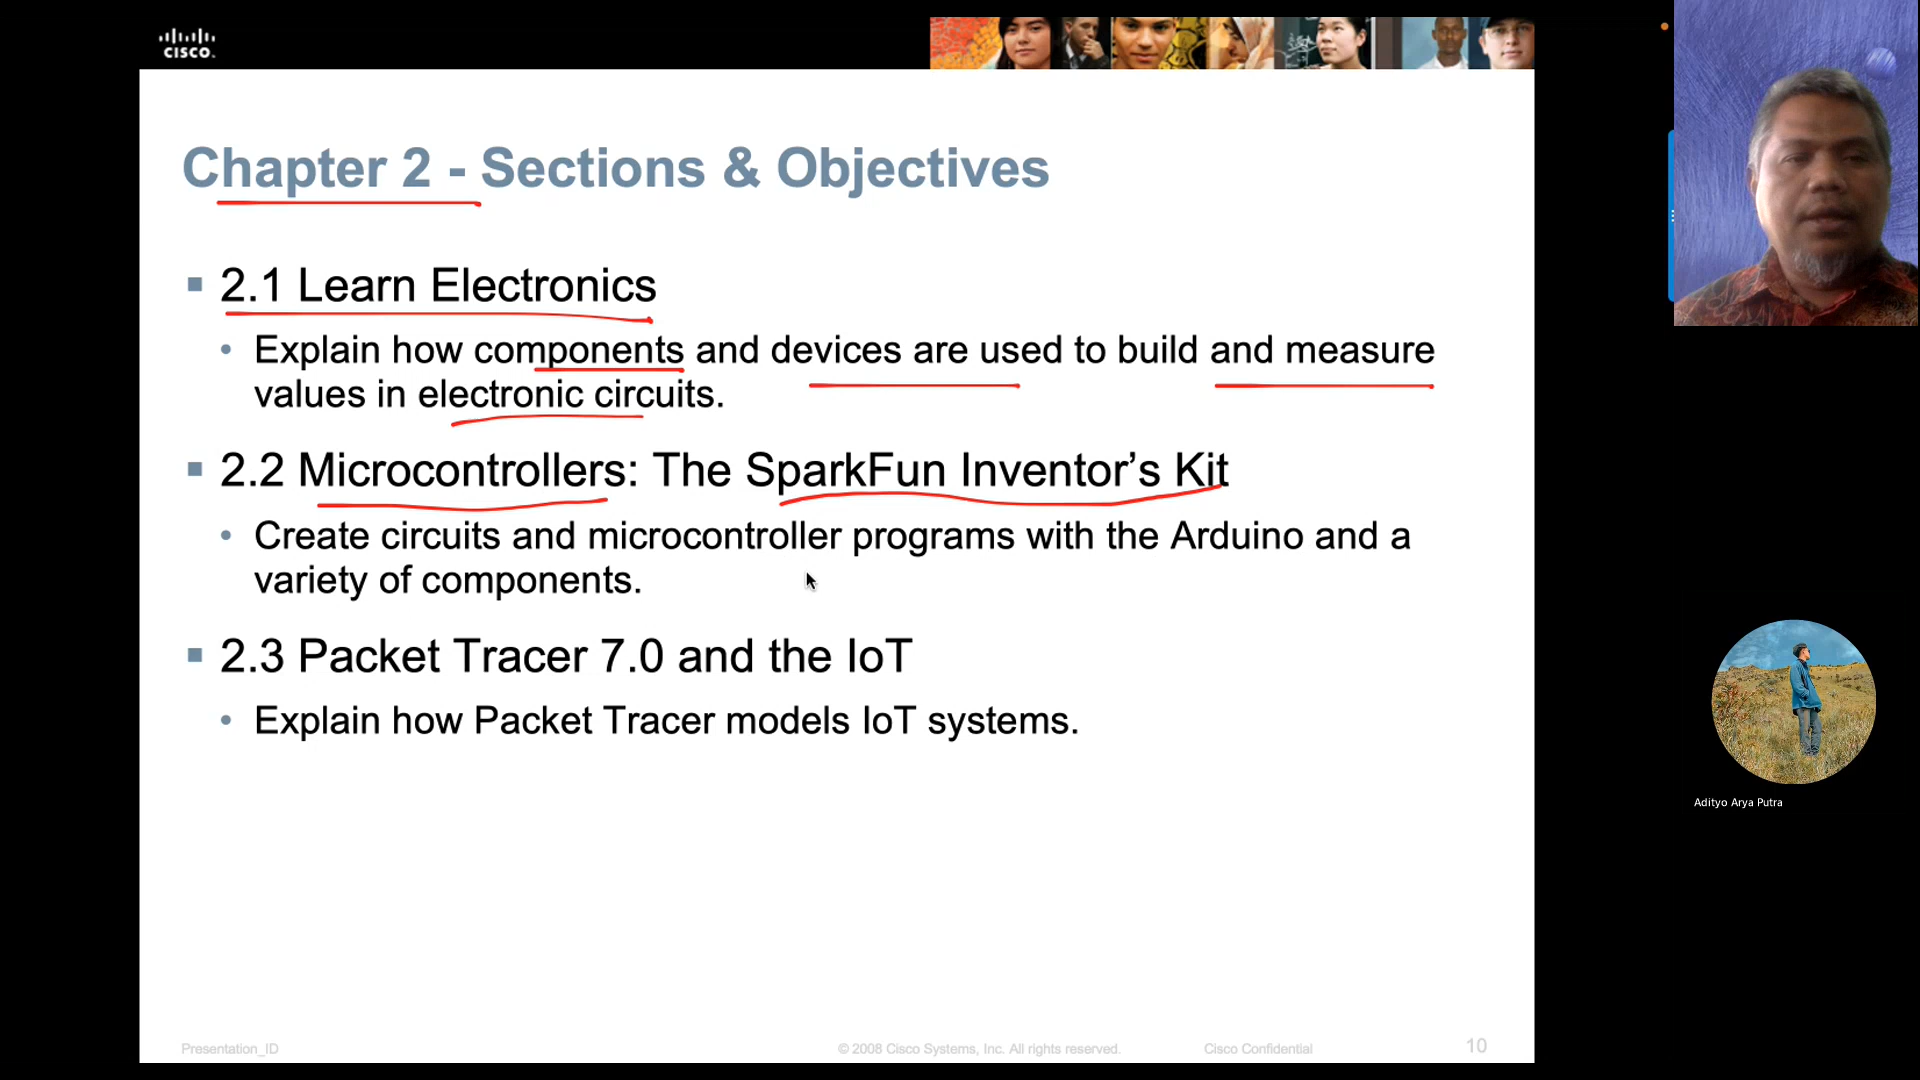 CISCO.
Chapter 2 - Sections & Objectives
2.1 Learn Electronics
Explain how components and devices are used to build and measure
values in electronic circuits.
2.2 Microcontrollers: The SparkFun Inventor’s Kit
Create circuits and microcontroller programs with the Arduino and a
variety of components.
2.3 Packet Tracer 7.0 and the IoT
Explain how Packet Tracer models IoT systems.
Adityo Arya Putra
Presentation_ID
© 2008 Cisco Systems, Inc. All rights reserved.
Cisco Confidential
10